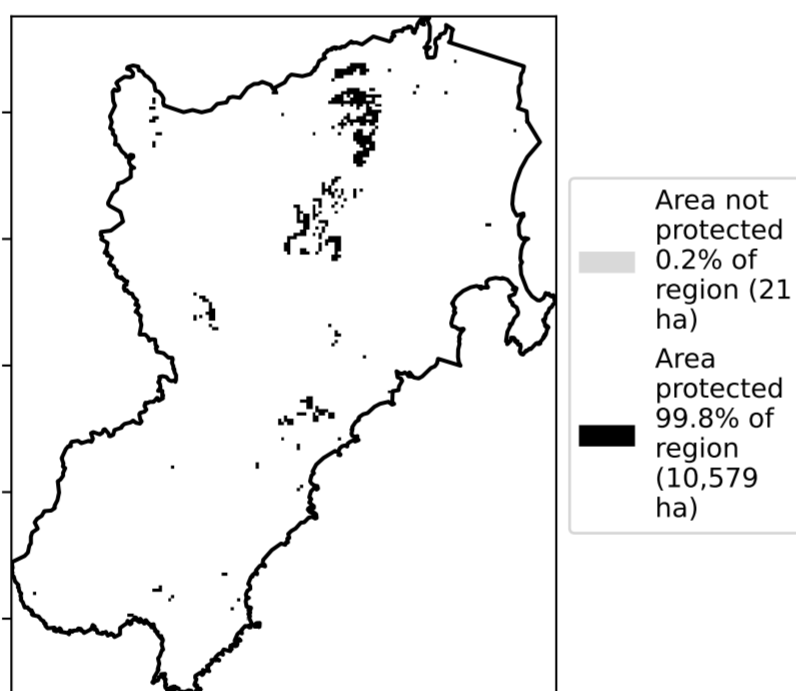 Area not
protected
0.2% of
region (21
ha)
Area
protected
99.8% of
region
(10,579
ha)